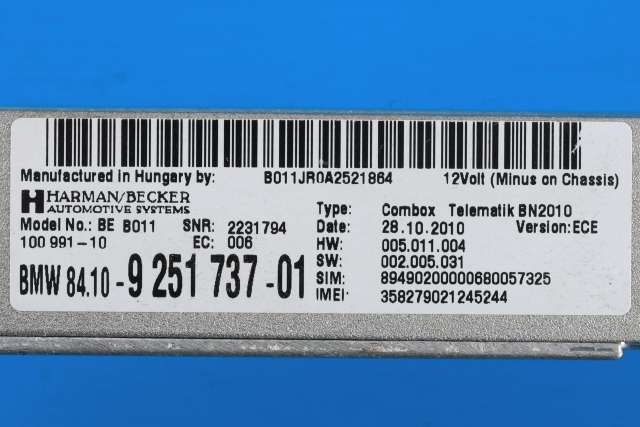 Manufactured in Hungary by: B011JR0A2521864 12Volt (Minus on Chassis)
HARMAN/BECKER
AUTOMOTIVE SYSTEMS
Model No.: BE B011 SNR: 2231794
100 991-10 EC: 006
BMW 84.10-9 251 737-01
Type: Combox Telematik BN2010
Date: 28.10.2010 Version: ECE
HW: 005.011.004
SW: 002.005.031
SIM: 89490200000680057325
IMEI: 358279021245244